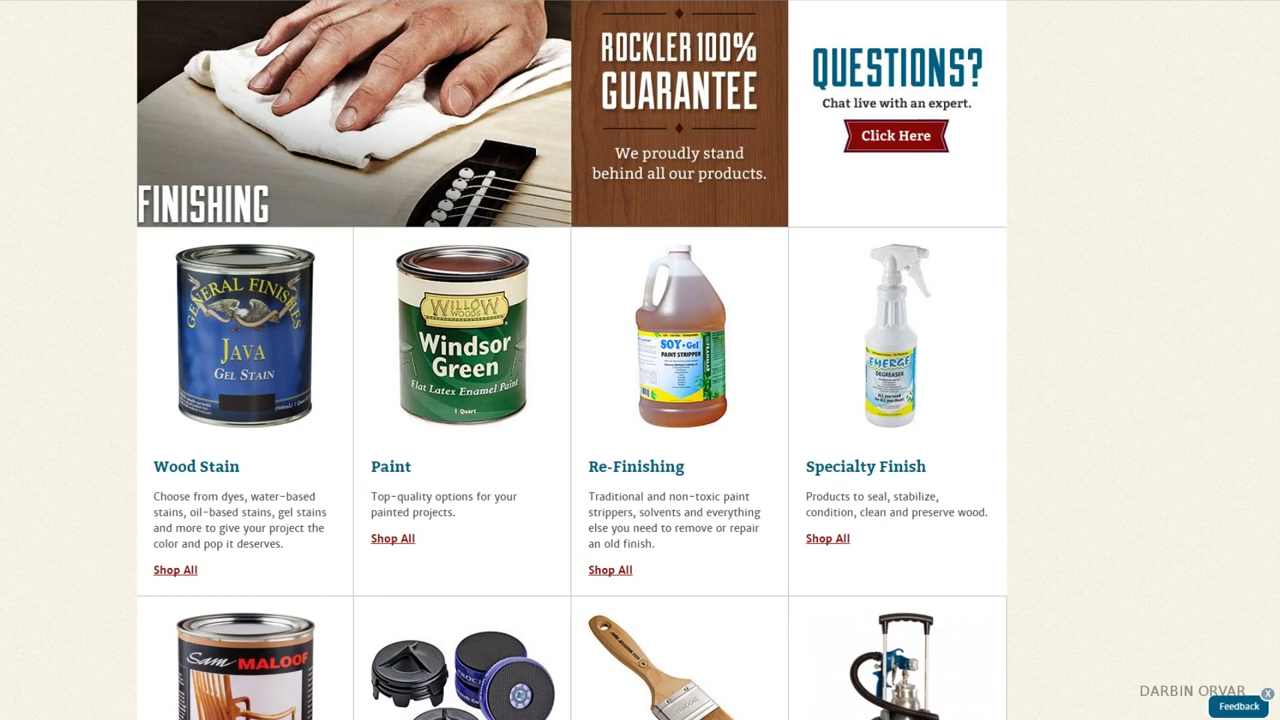 FINISHING
ROCKLER 100%
GUARANTEE
We proudly stand
behind all our products.
QUESTIONS?
Chat live with an expert.
Click Here
GENERAL FINISHES
JAVA
GEL STAIN
WILLOW
WOODS
Windsor
Green
Flat Latex Enamel Paint
1 Quart
SOY•Gel
PAINT STRIPPER
EMERGE
DEGREASER
Wood Stain
Choose from dyes, water-based
stains, oil-based stains, gel stains
and more to give your project the
color and pop it deserves.
Shop All
Paint
Top-quality options for your
painted projects.
Shop All
Re-Finishing
Traditional and non-toxic paint
strippers, solvents and everything
else you need to remove or repair
an old finish.
Shop All
Specialty Finish
Products to seal, stabilize,
condition, clean and preserve wood.
Shop All
Sam MALOOF
DARBIN ORVAR
X
Feedback